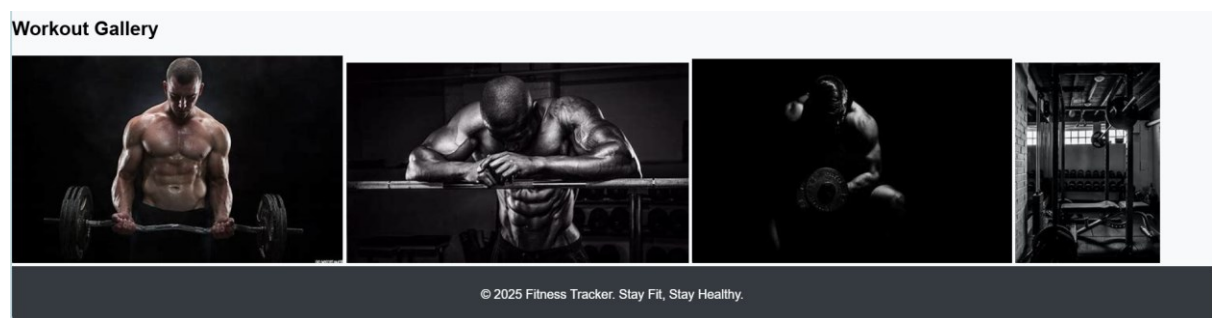 Workout Gallery
© 2025 Fitness Tracker. Stay Fit, Stay Healthy.